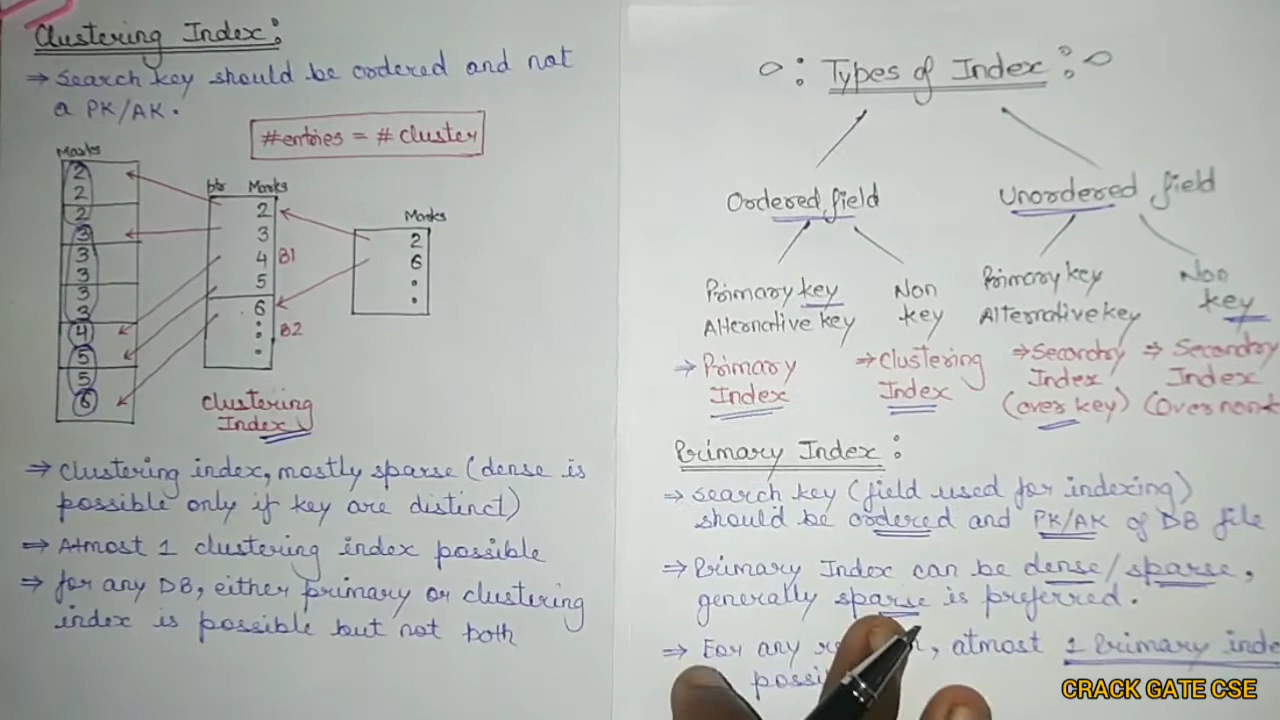 Clustering Index:
→ Search key should be ordered and not
a PK/AK.
#entries = #cluster
Marks
2
2
2
3
3
3
3
3
4
5
5
6
Marks
2
3
4 B1
5
6
: B2
.
Marks
2
6
.
.
Clustering
Index
→ Clustering index, mostly sparse (dense is
possible only if key are distinct)
→ Atmost 1 clustering index possible
→ for any DB, either primary or clustering
index is possible but not both
Types of Index
Ordered field
Unordered field
Primary key
Alternative key
Non
key
Primary key
Alternative key
Non
key
→ Primary
Index
→ Clustering
Index
→ Secondry
Index
(over key)
→ Secondry
Index
(over non
Primary Index:
→ Search key (field used for indexing)
should be ordered and PK/AK of DB file
→ Primary Index can be dense/sparse,
generally sparse is preferred.
→ For any , atmost 1 Primary
CRACK GATE CSE